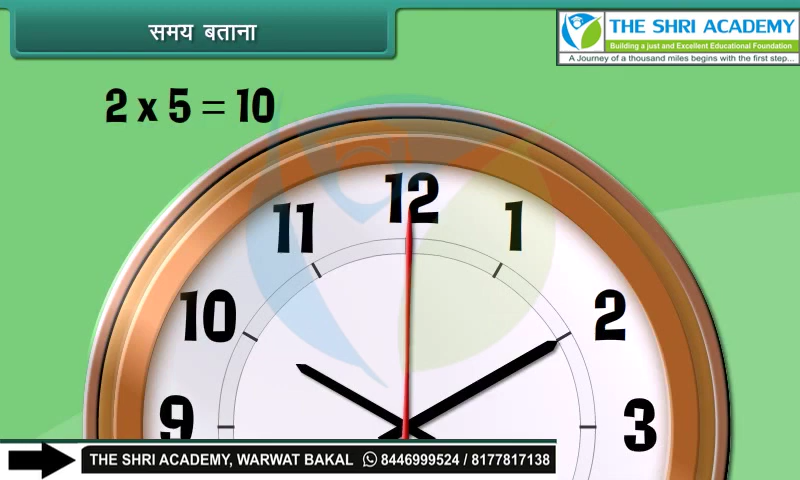 समय बताना
THE SHRI ACADEMY
Building a just and Excellent Educational Foundation
A Journey of a thousand miles begins with the first step...
2 x 5 = 10
12
11
1
10
2
9
3
THE SHRI ACADEMY, WARWAT BAKAL 8446999524 / 8177817138